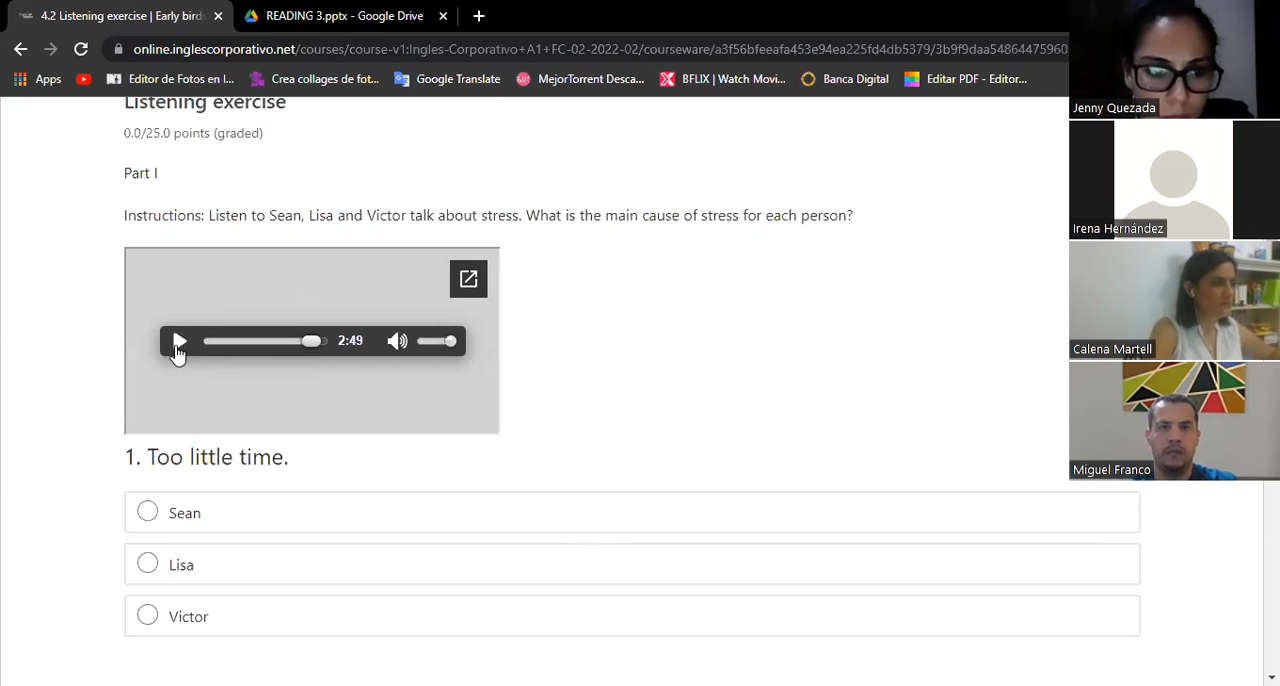 4.2 Listening exercise | Early birds
READING 3.pptx - Google Drive
online.inglescorporativo.net/courses/course-v1:Ingles-Corporativo+A1+FC-02-2022-02/courseware/a3f56bfeeafa453e94ea225fd4db5379/3b9f9daa54864475960
Apps
Editor de Fotos en l...
Crea collages de fot...
Google Translate
MejorTorrent Desca...
BFLIX | Watch Movi...
Banca Digital
Editar PDF - Editor...
Listening exercise
0.0/25.0 points (graded)
Part I
Instructions: Listen to Sean, Lisa and Victor talk about stress. What is the main cause of stress for each person?
2:49
1. Too little time.
Sean
Lisa
Victor
Jenny Quezada
Irena Hernández
Calena Martell
Miguel Franco